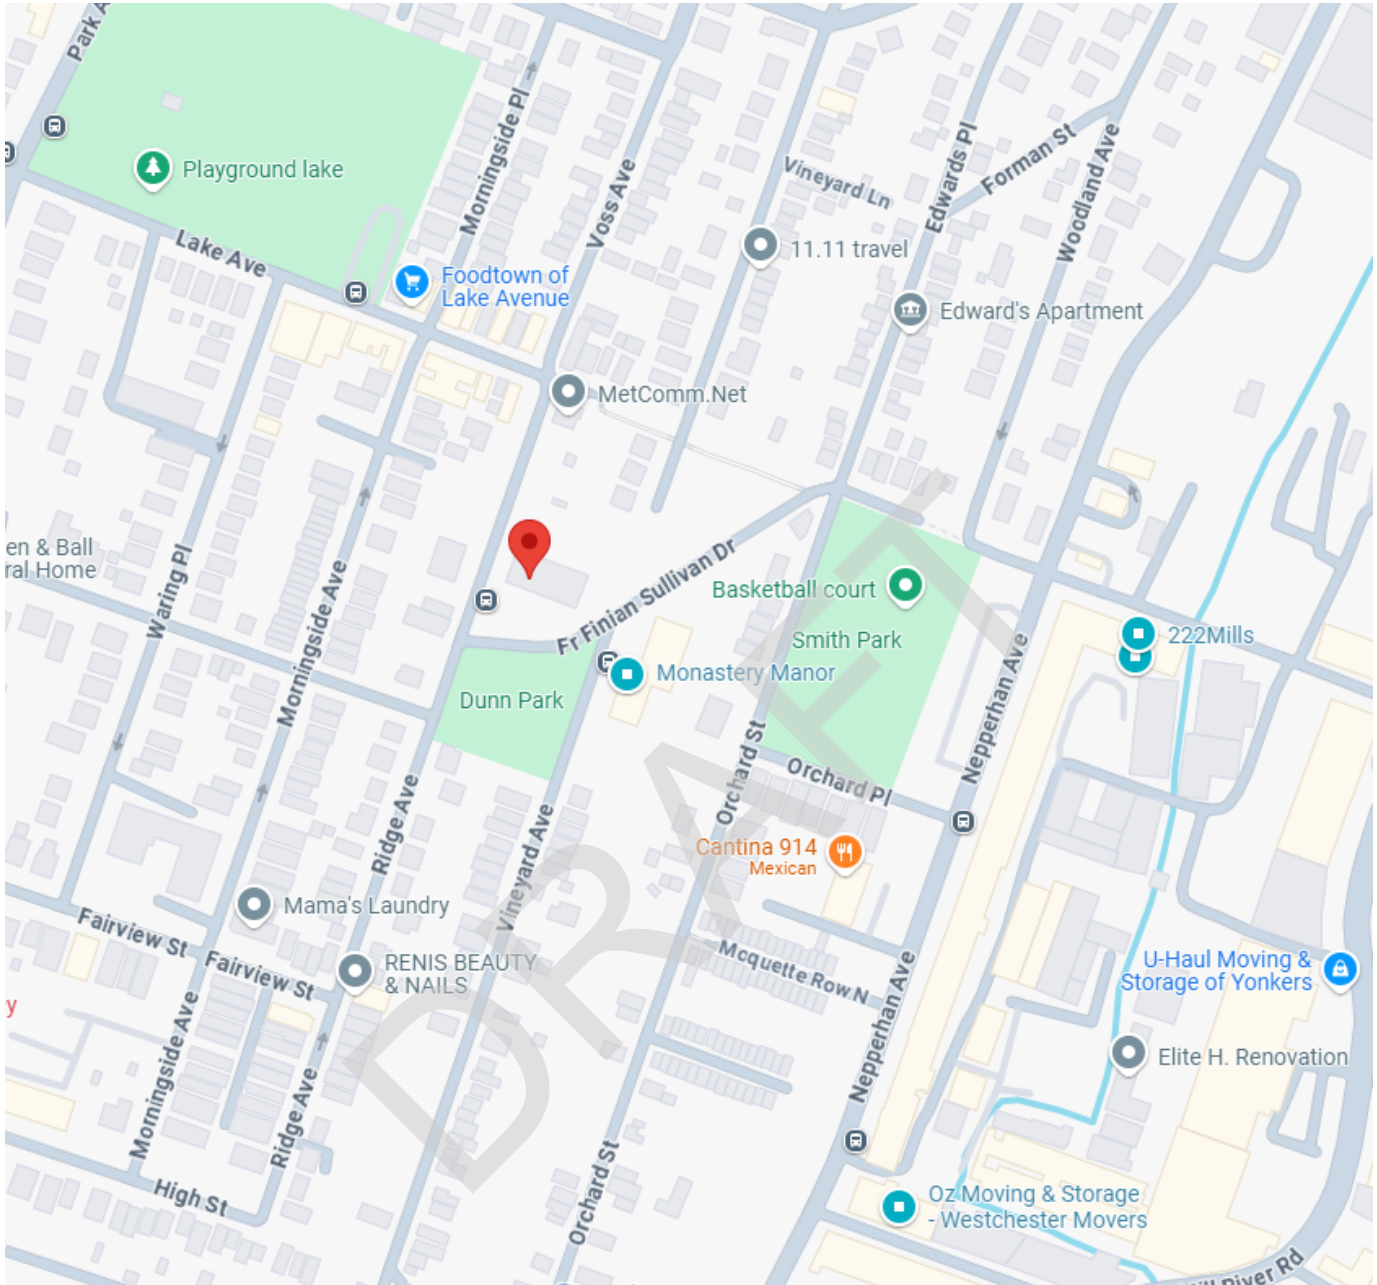 Park A
Playground lake
Lake Ave
Morningside Pl
Voss Ave
Foodtown of
Lake Avenue
Vineyard Ln
11.11 travel
Edwards Pl
Forman St
Woodland Ave
Edward's Apartment
MetComm.Net
en & Ball
ral Home
Waring Pl
Morningside Ave
Fr Finian Sullivan Dr
Basketball court
Smith Park
222Mills
Monastery Manor
Dunn Park
Nepperhan Ave
Orchard St
Orchard Pl
Ridge Ave
Vineyard Ave
Cantina 914
Mexican
Mama's Laundry
Fairview St
Fairview St
RENIS BEAUTY
& NAILS
Mcquette Row N
U-Haul Moving &
Storage of Yonkers
y
Morningside Ave
Ridge Ave
Nepperhan Ave
Elite H. Renovation
High St
Orchard St
Oz Moving & Storage
- Westchester Movers
ill River Rd
DRAFT